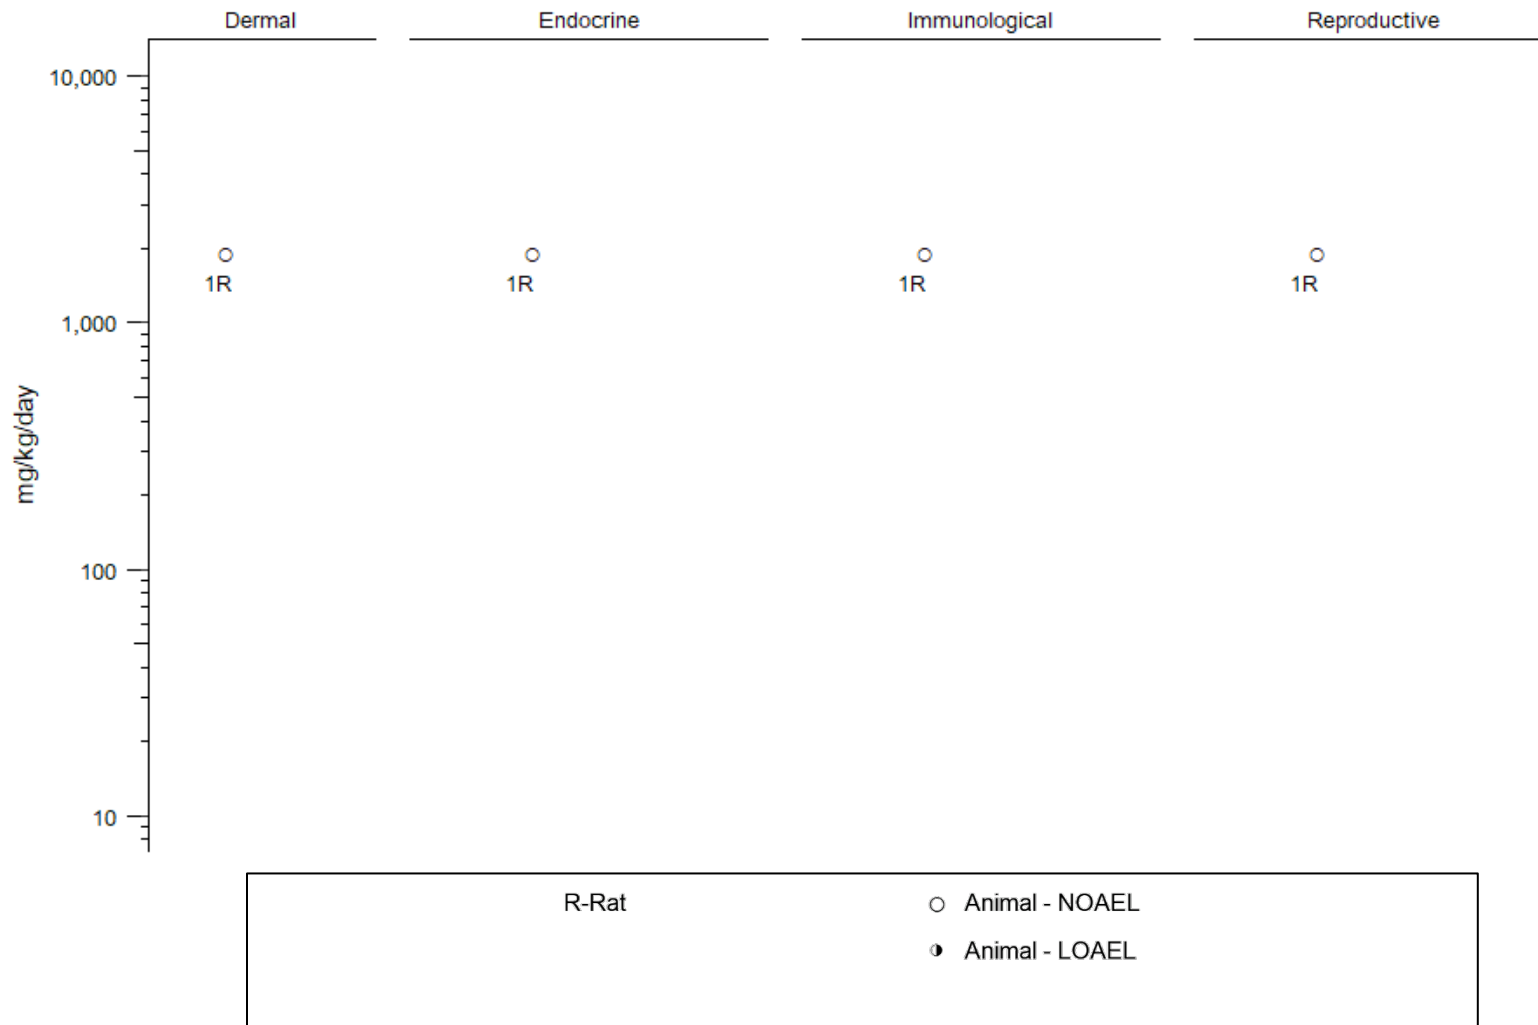 Dermal Endocrine Immunological Reproductive
10,000
1R 1R 1R 1R
1,000
mg/kg/day
100
10
R-Rat Animal - NOAEL
Animal - LOAEL